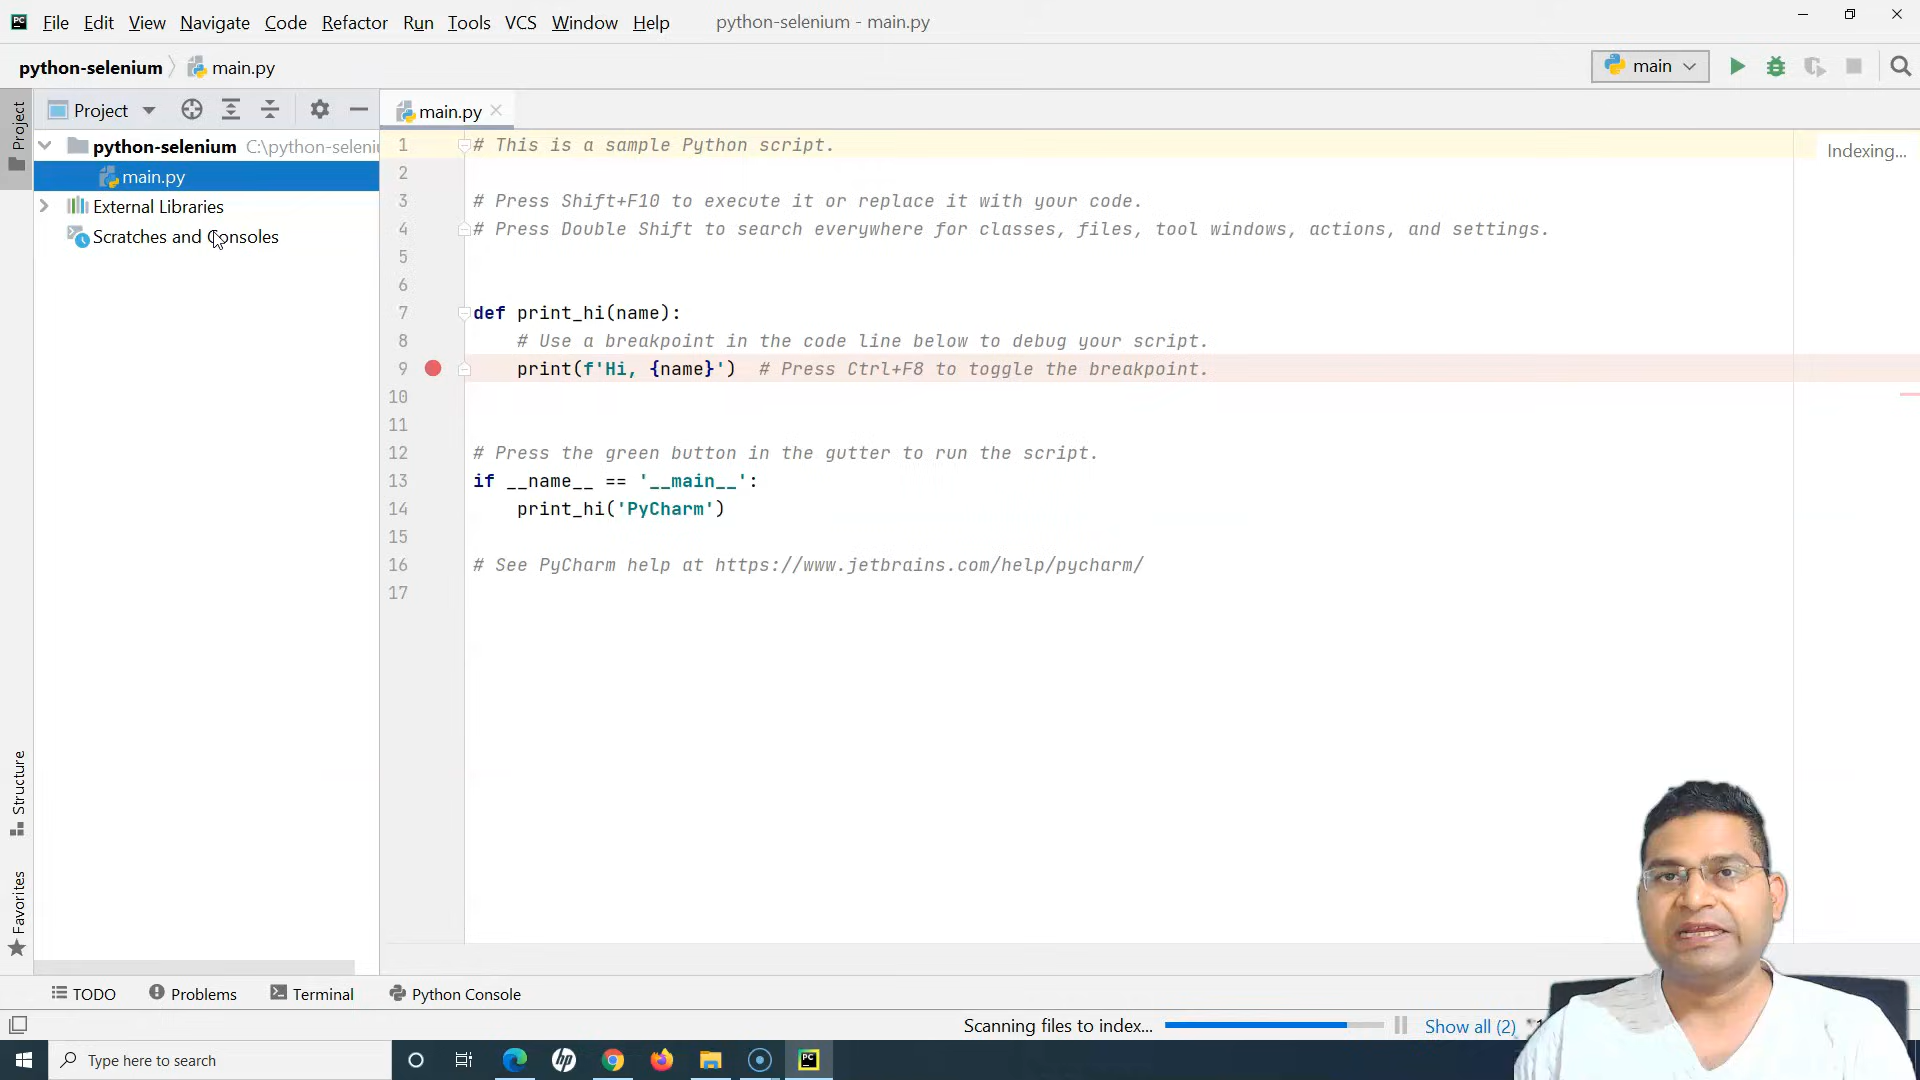 File Edit View Navigate Code Refactor Run Tools VCS Window Help python-selenium - main.py
python-selenium main.py main
Project
Project
main.py
python-selenium C:\python-seleni
main.py
External Libraries
Scratches and Consoles
1 # This is a sample Python script.
2
3 # Press Shift+F10 to execute it or replace it with your code.
4 # Press Double Shift to search everywhere for classes, files, tool windows, actions, and settings.
5
6
7 def print_hi(name):
8 # Use a breakpoint in the code line below to debug your script.
9 print(f'Hi, {name}') # Press Ctrl+F8 to toggle the breakpoint.
10
11
12 # Press the green button in the gutter to run the script.
13 if __name__ == '__main__':
14 print_hi('PyCharm')
15
16 # See PyCharm help at https://www.jetbrains.com/help/pycharm/
17
Indexing...
Structure
Favorites
TODO Problems Terminal Python Console
Scanning files to index... Show all (2)
Type here to search
hp
PC